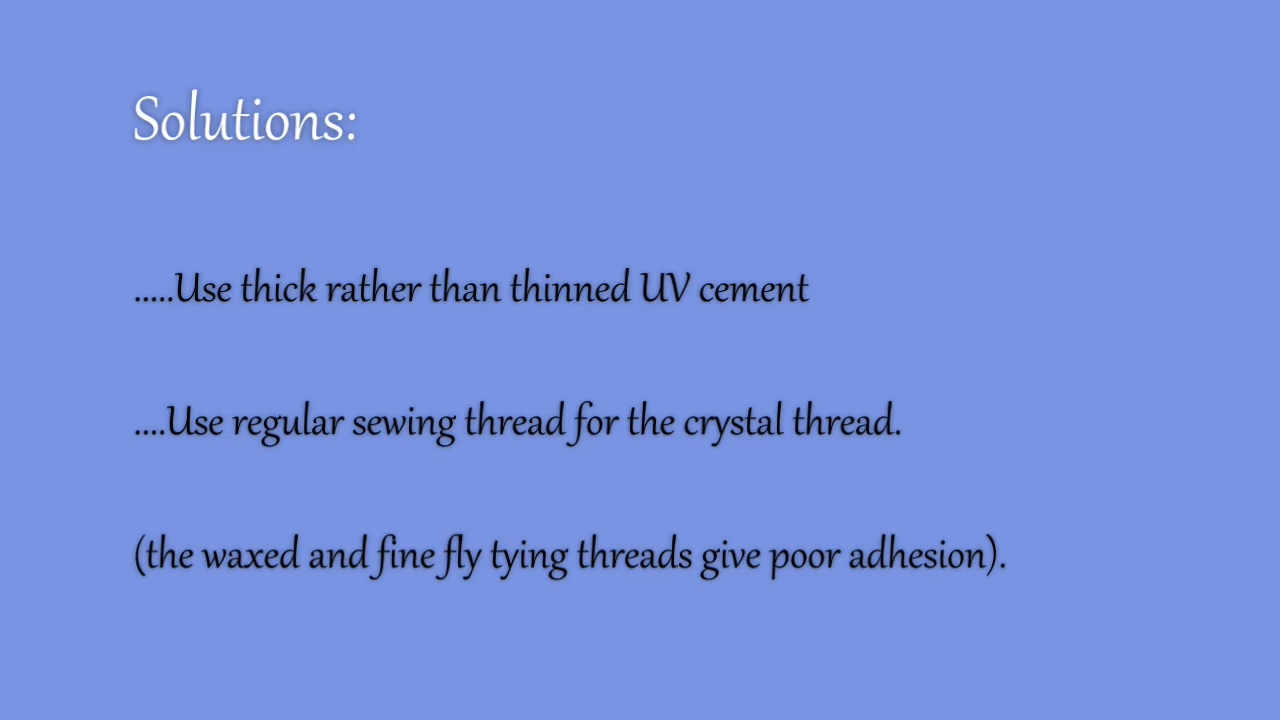 Solutions:
.....Use thick rather than thinned UV cement
....Use regular sewing thread for the crystal thread.
(the waxed and fine fly tying threads give poor adhesion).